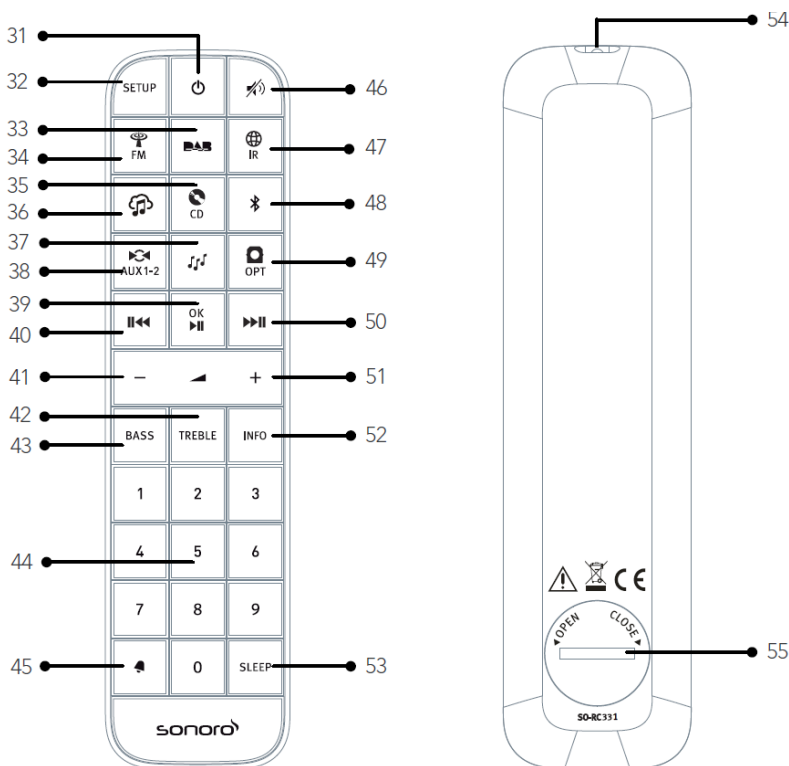 31
54
32
SETUP
46
33
DAB
34
FM
IR
47
35
36
CD
48
37
38
AUX1-2
OPT
49
39
OK
40
50
41
−
+
51
42
43
BASS
TREBLE
INFO
52
1
2
3
44
4
5
6
7
8
9
45
0
SLEEP
53
sonoro
CE
OPEN
CLOSE
55
SO-RC331